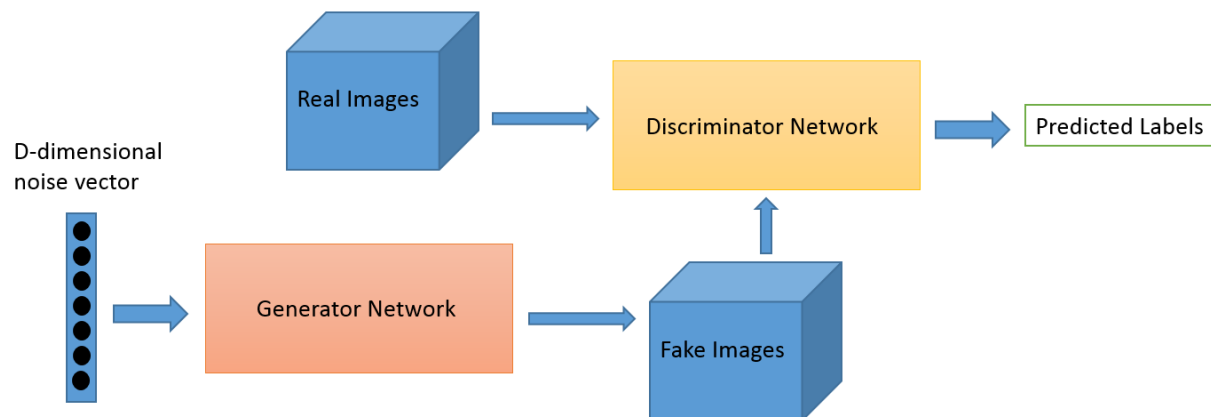 Real Images
Discriminator Network
Predicted Labels
D-dimensional
noise vector
Generator Network
Fake Images